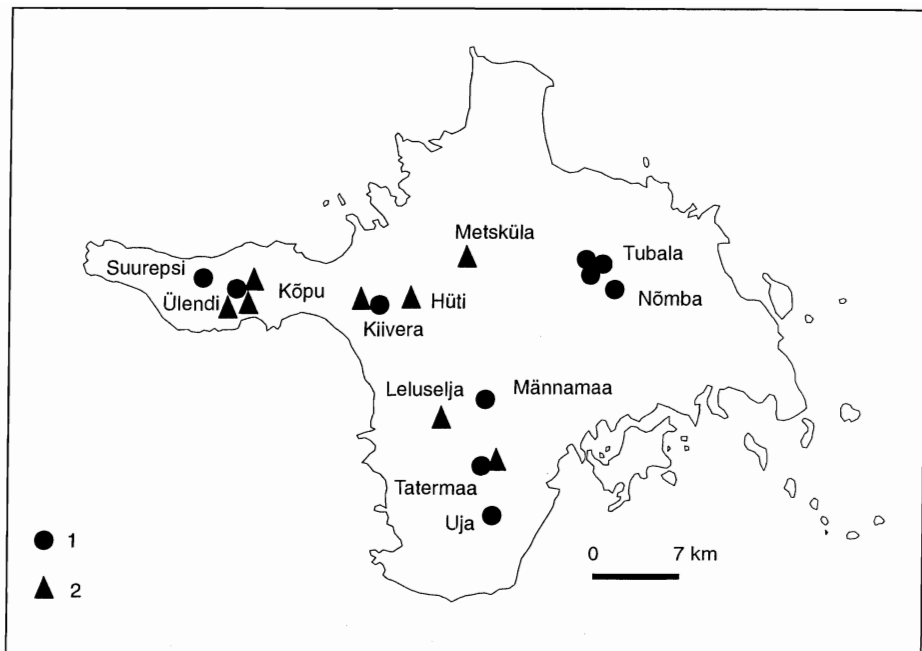 Metsküla
Tubala
Suurepsi
Kõpu
Ülendi
Hüti
Nõmba
Kiivera
Leluselja
Männamaa
Tatermaa
Uja
1
0 7 km
2